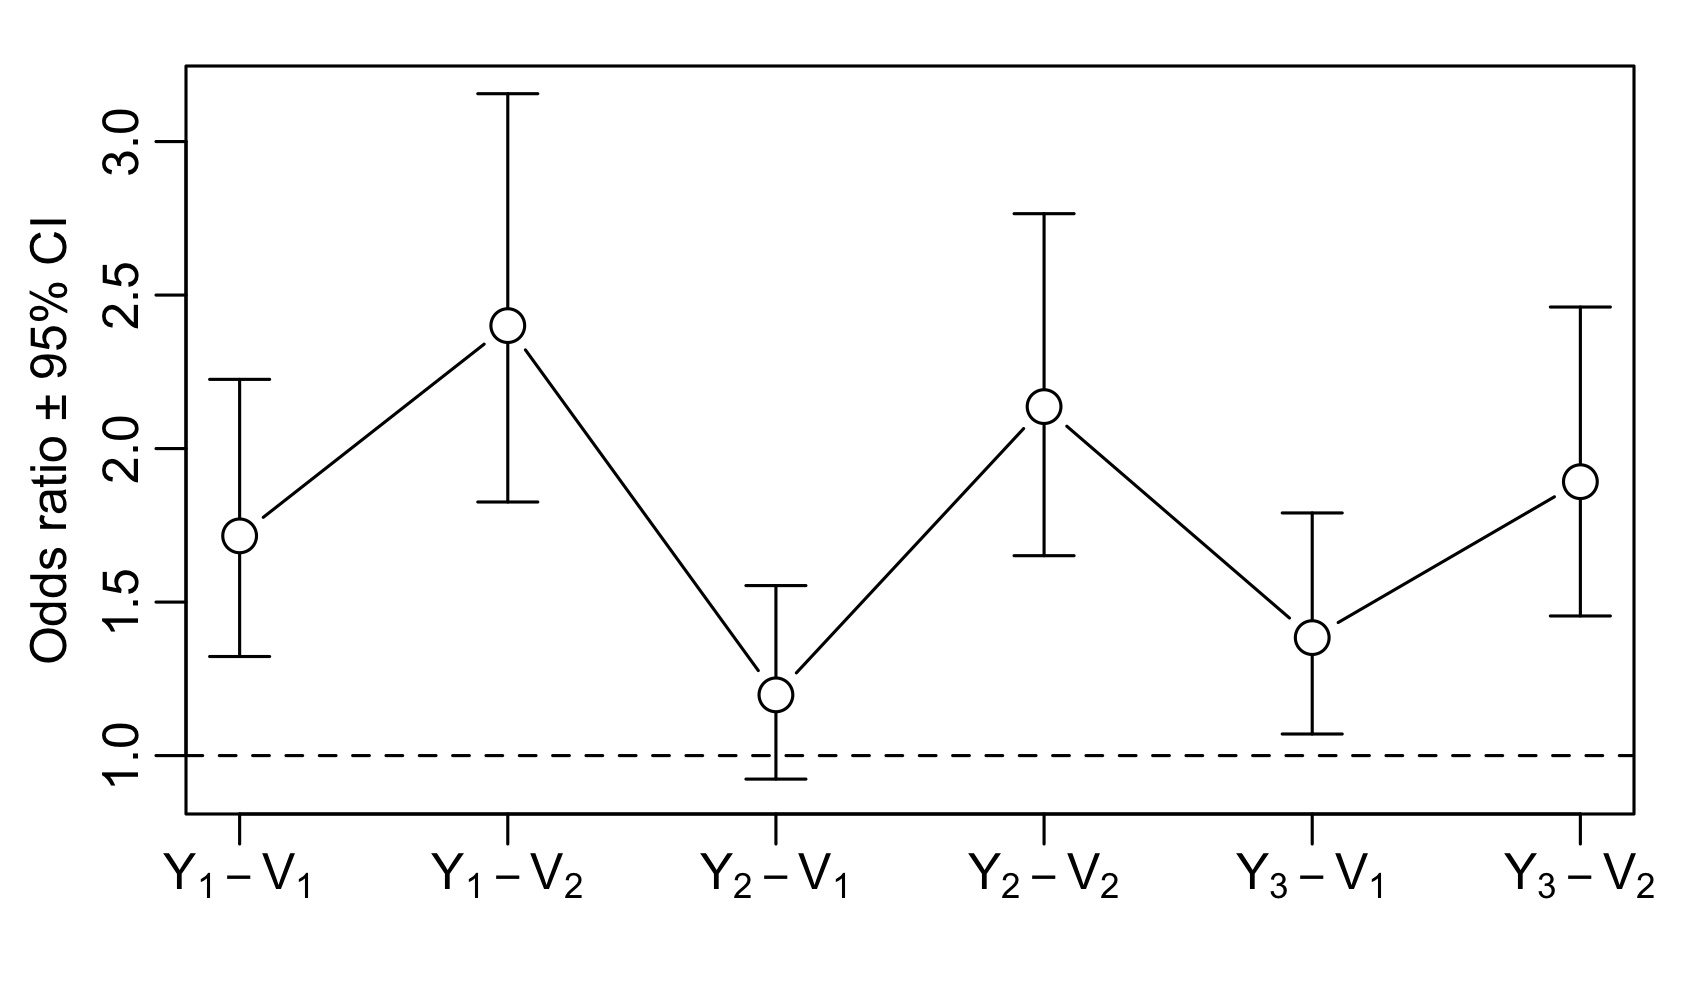 Odds ratio ± 95% CI
3.0
2.5
2.0
1.5
1.0
Y₁ – V₁ Y₁ – V₂ Y₂ – V₁ Y₂ – V₂ Y₃ – V₁ Y₃ – V₂